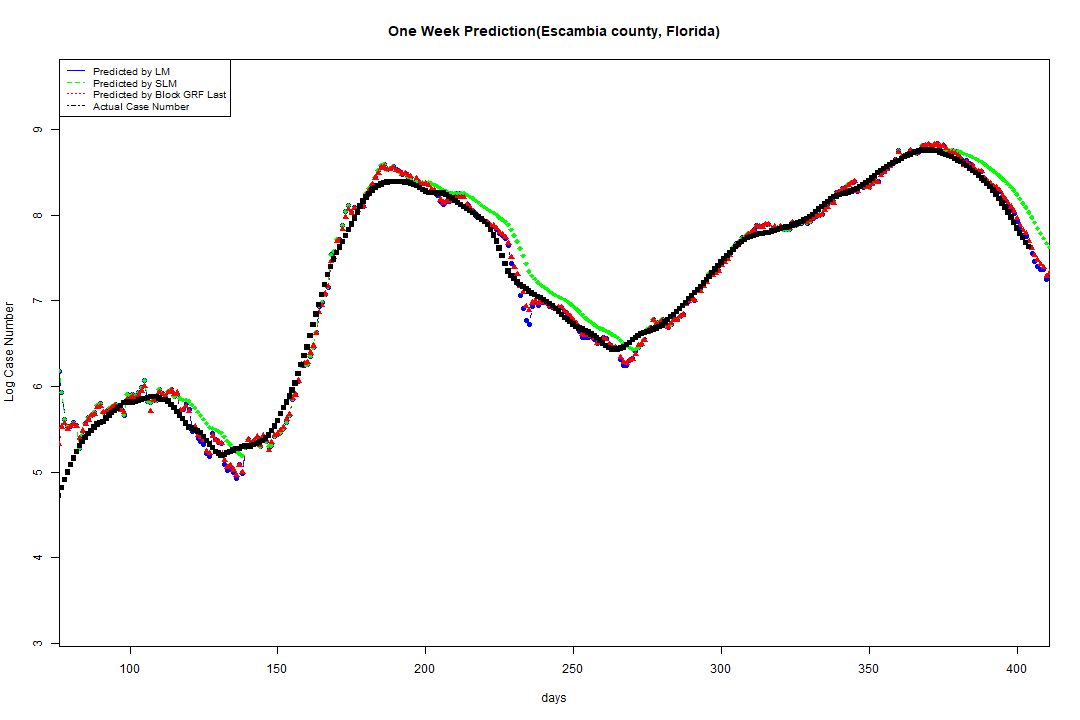 One Week Prediction(Escambia county, Florida)
Predicted by LM
Predicted by SLM
Predicted by Block GRF Last
Actual Case Number
9
8
7
6
5
4
3
Log Case Number
100 150 200 250 300 350 400
days